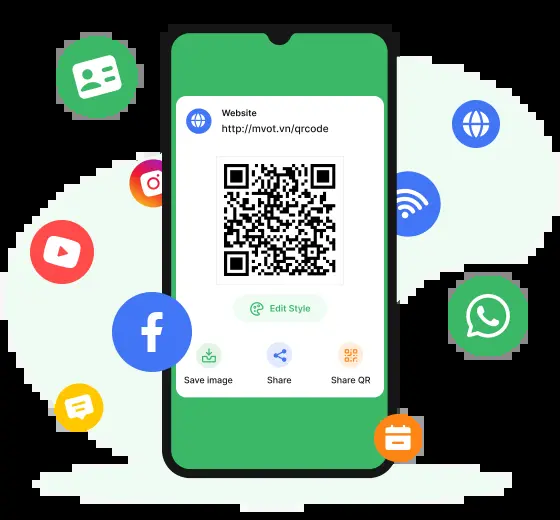 Website
http://mvot.vn/qrcode
Edit Style
Save image
Share
Share QR